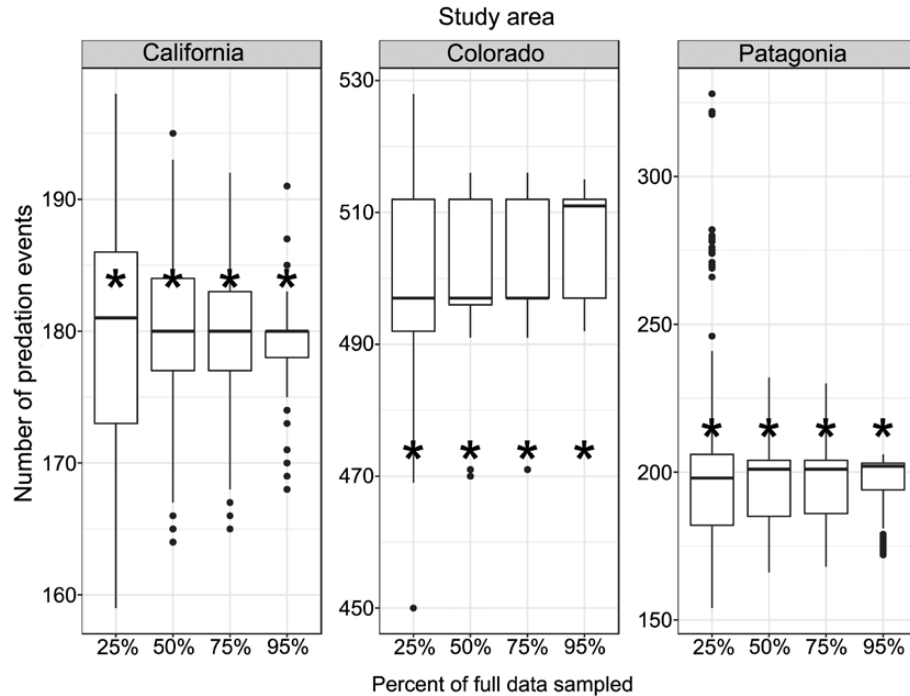 Study area
California
Colorado
Patagonia
Number of predation events
190
180
170
160
530
510
490
470
450
300
250
200
150
25% 50% 75% 95%
25% 50% 75% 95%
25% 50% 75% 95%
Percent of full data sampled